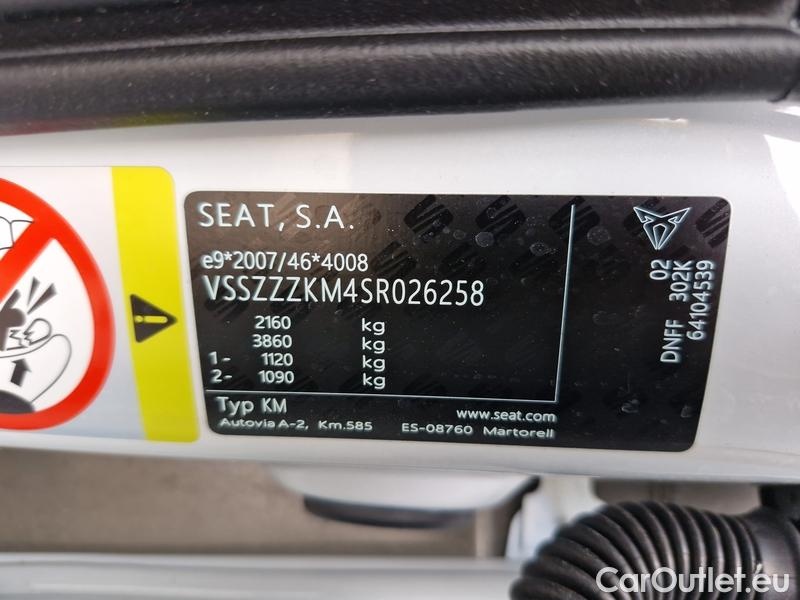 SEAT, S.A.
e9*2007/46*4008
VSSZZZKM4SR026258
2160 kg
3860 kg
1- 1120 kg
2- 1090 kg
Typ KM
www.seat.com
Autovia A-2, Km.585 ES-08760 Martorell
02
DNFF 302K
64104539
CarOutlet.eu